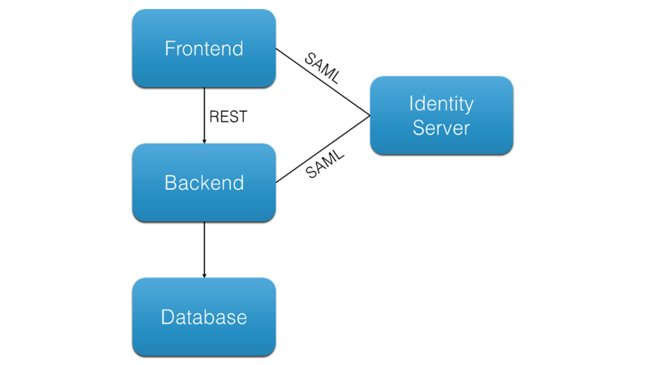 Frontend
SAML
Identity
Server
REST
SAML
Backend
Database